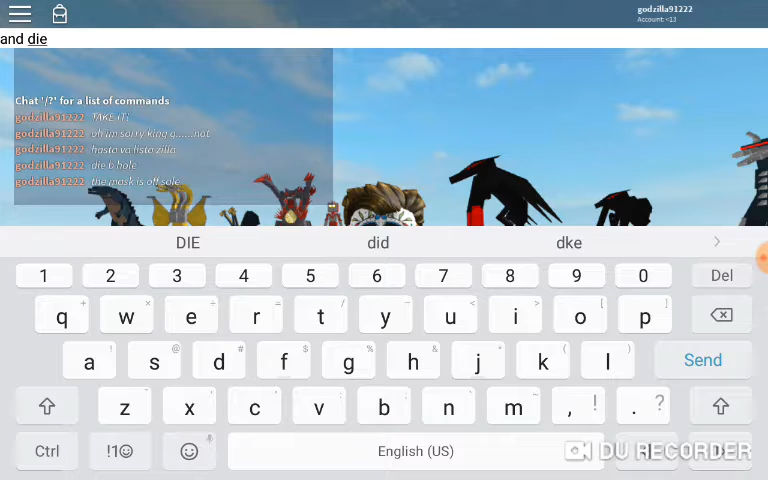 godzilla91222
Account: <13
and die
Chat '/?' for a list of commands
godzilla91222 TAKE IT!
godzilla91222 oh im sorry king g......not
godzilla91222 hasta va lista zilla
godzilla91222 die b hole
godzilla91222 the mask is off sole
DIE did dke
1 2 3 4 5 6 7 8 9 0 Del
q w e r t y u i o p
a s d f g h j k l Send
z x c v b n m , ! . ?
Ctrl !1☺ English (US)
DU RECORDER